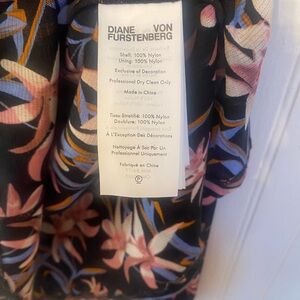 DIANE VON
FURSTENBERG
Shell: 100% Nylon
Lining: 100% Nylon
Exclusive of Decoration
Professional Dry Clean Only
Made in China
Tissu Extérieur: 100% Nylon
Doublure: 100% Nylon
À L'Exception Des Décorations
Nettoyage À Sec Par Un
Professionnel Uniquement
Fabriqué en Chine